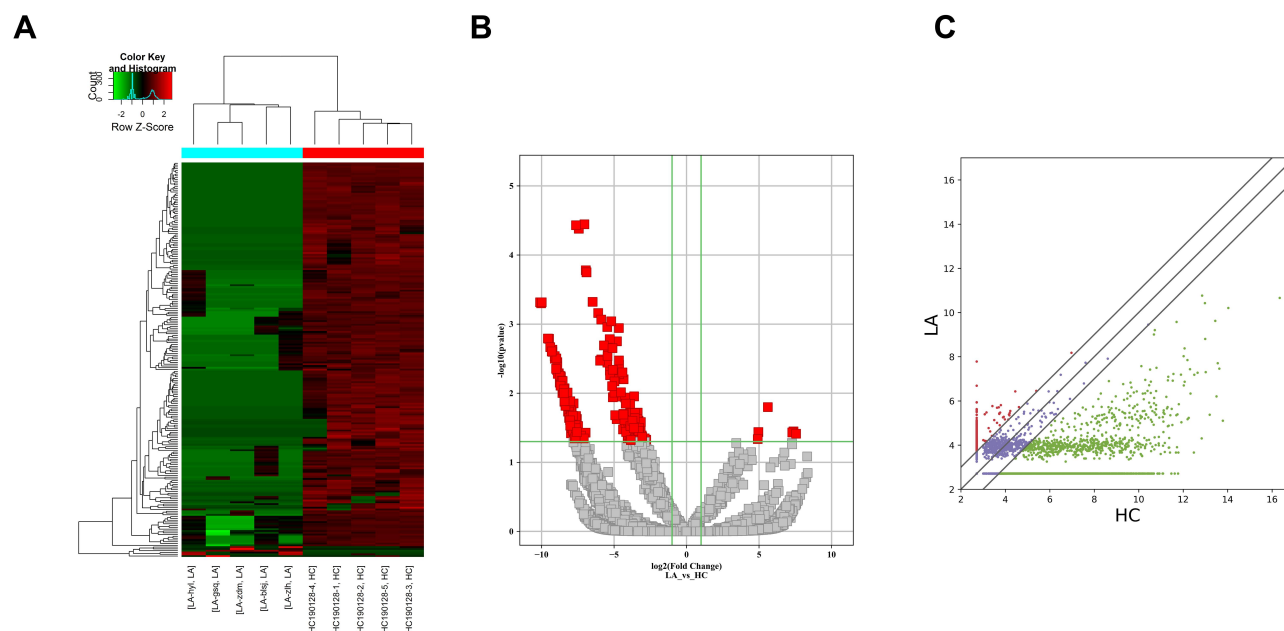 A
B
C
Color Key
and Histogram
Count
0 300
-2 0 2
Row Z-Score
[LA-hyl, LA]
[LA-gsq, LA]
[LA-zdm, LA]
[LA-blsj, LA]
[LA-zlh, LA]
HC190128-4, HC]
HC190128-1, HC]
HC190128-2, HC]
HC190128-5, HC]
HC190128-3, HC]
-log10(pvalue)
5
4
3
2
1
0
−10 −5 0 5 10
log2(Fold Change)
LA_vs_HC
LA
16
14
12
10
8
6
4
2
2 4 6 8 10 12 14 16
HC